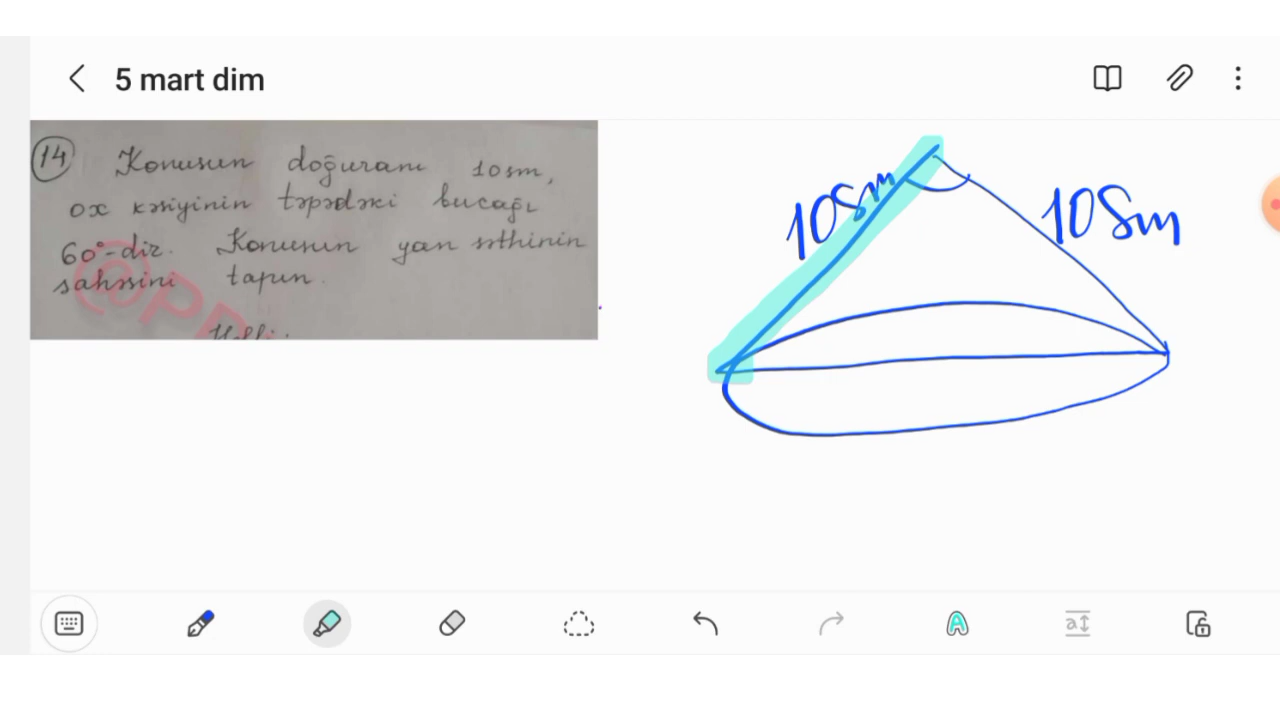 5 mart dim
14 Konusun doğuranı 10sm,
ox kəsiyinin təpədəki bucağı
60°-dir. Konusun yan səthinin
sahəsini tapın.
Həlli:
10sm
10sm